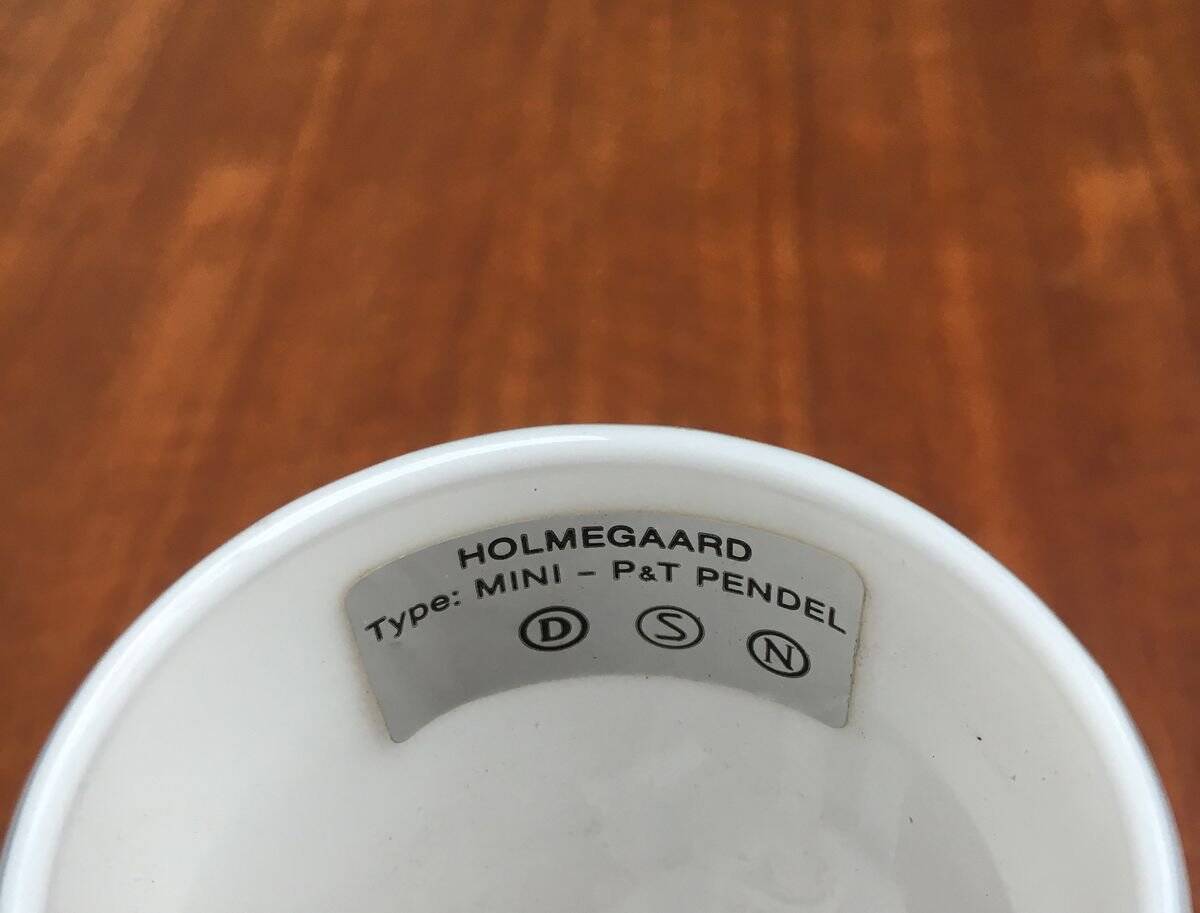 HOLMEGAARD
Type: MINI – P&T PENDEL
D S N